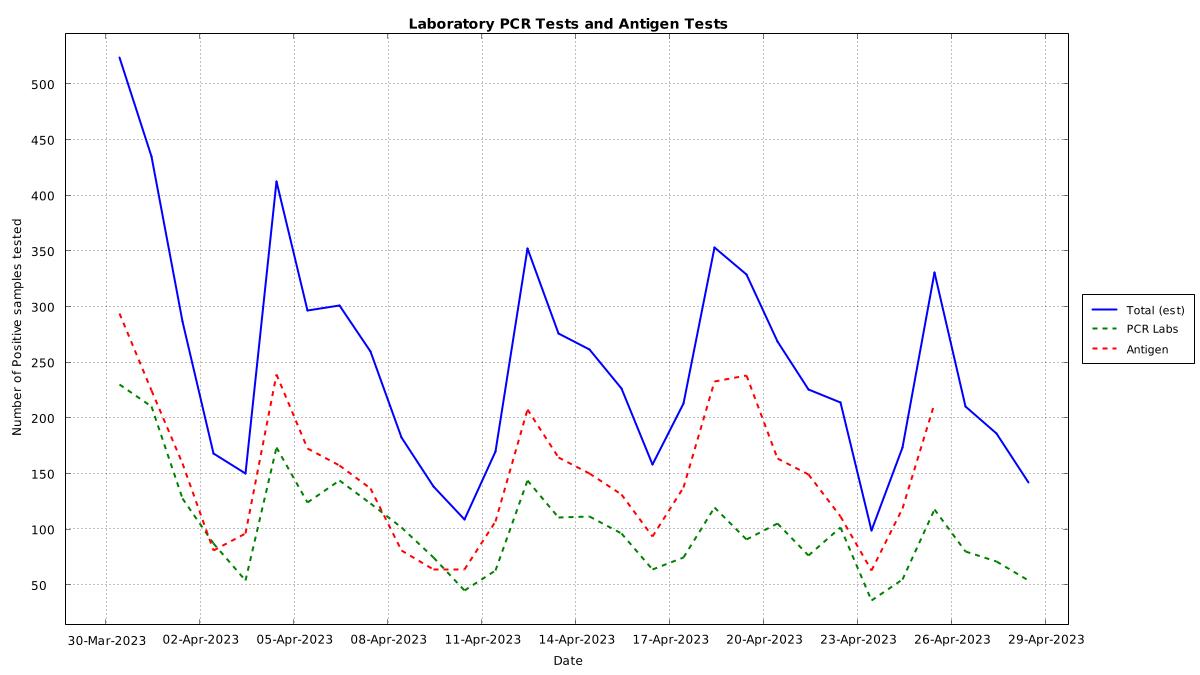 Laboratory PCR Tests and Antigen Tests
Number of Positive samples tested
500
450
400
350
300
250
200
150
100
50
30-Mar-2023 02-Apr-2023 05-Apr-2023 08-Apr-2023 11-Apr-2023 14-Apr-2023 17-Apr-2023 20-Apr-2023 23-Apr-2023 26-Apr-2023 29-Apr-2023
Date
Total (est)
PCR Labs
Antigen